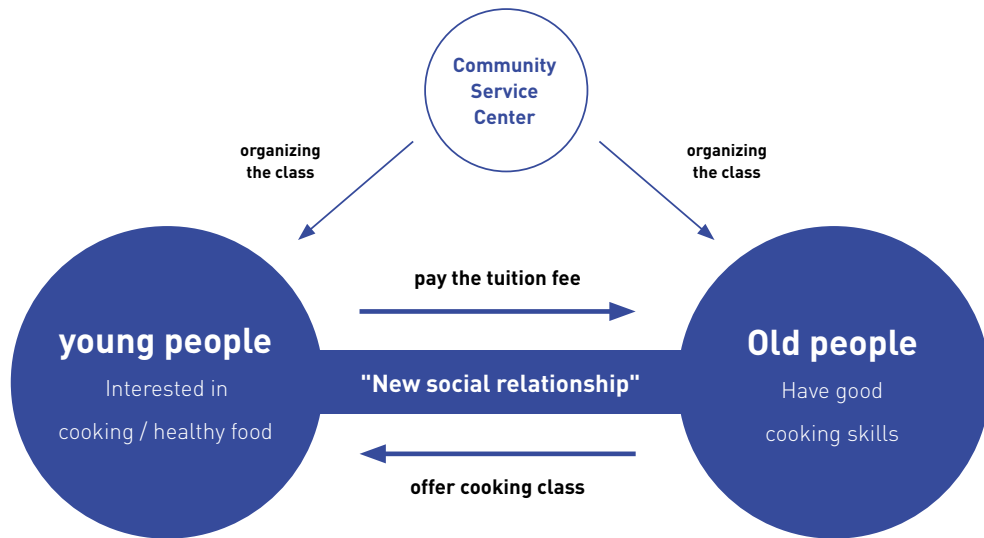 Community
Service
Center
organizing
the class
organizing
the class
pay the tuition fee
young people
Interested in
cooking / healthy food
"New social relationship"
Old people
Have good
cooking skills
offer cooking class